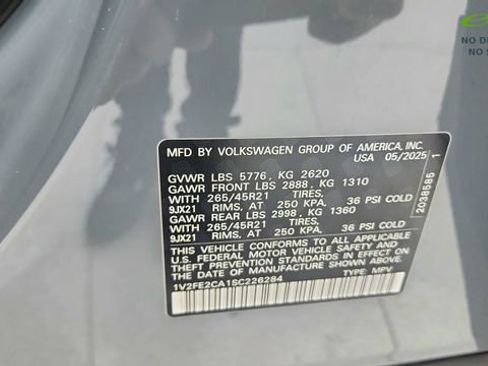 NO
NO
MFD BY VOLKSWAGEN GROUP OF AMERICA, INC.
USA 05/2025
GVWR LBS 5776, KG 2620
GAWR FRONT LBS 2888, KG 1310
WITH 265/45R21 TIRES,
9JX21 RIMS, AT 250 KPA, 36 PSI COLD
GAWR REAR LBS 2998, KG 1360
WITH 265/45R21 TIRES,
9JX21 RIMS, AT 250 KPA, 36 PSI COLD
THIS VEHICLE CONFORMS TO ALL APPLICABLE
U.S. FEDERAL MOTOR VEHICLE SAFETY AND
THEFT PREVENTION STANDARDS IN EFFECT ON
THE DATE OF MANUFACTURE SHOWN ABOVE.
1V2FE2CA1SC226284 TYPE: MPV
2038585 1